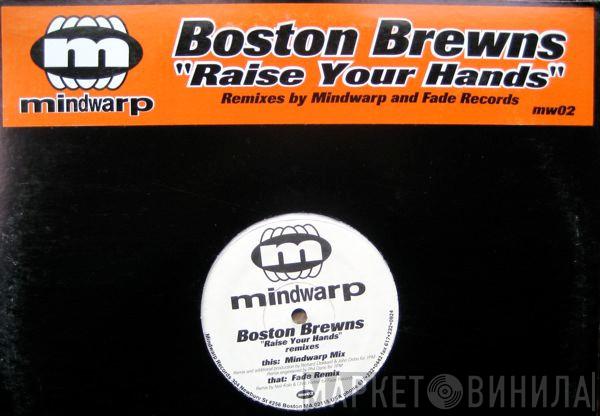 m
mindwarp
Boston Brewns
"Raise Your Hands"
Remixes by Mindwarp and Fade Records
mw02
m
mindwarp
Boston Brewns
"Raise Your Hands"
remixes
this: Mindwarp Mix
that: Fade Remix
МАРКЕТ ВИНИЛА